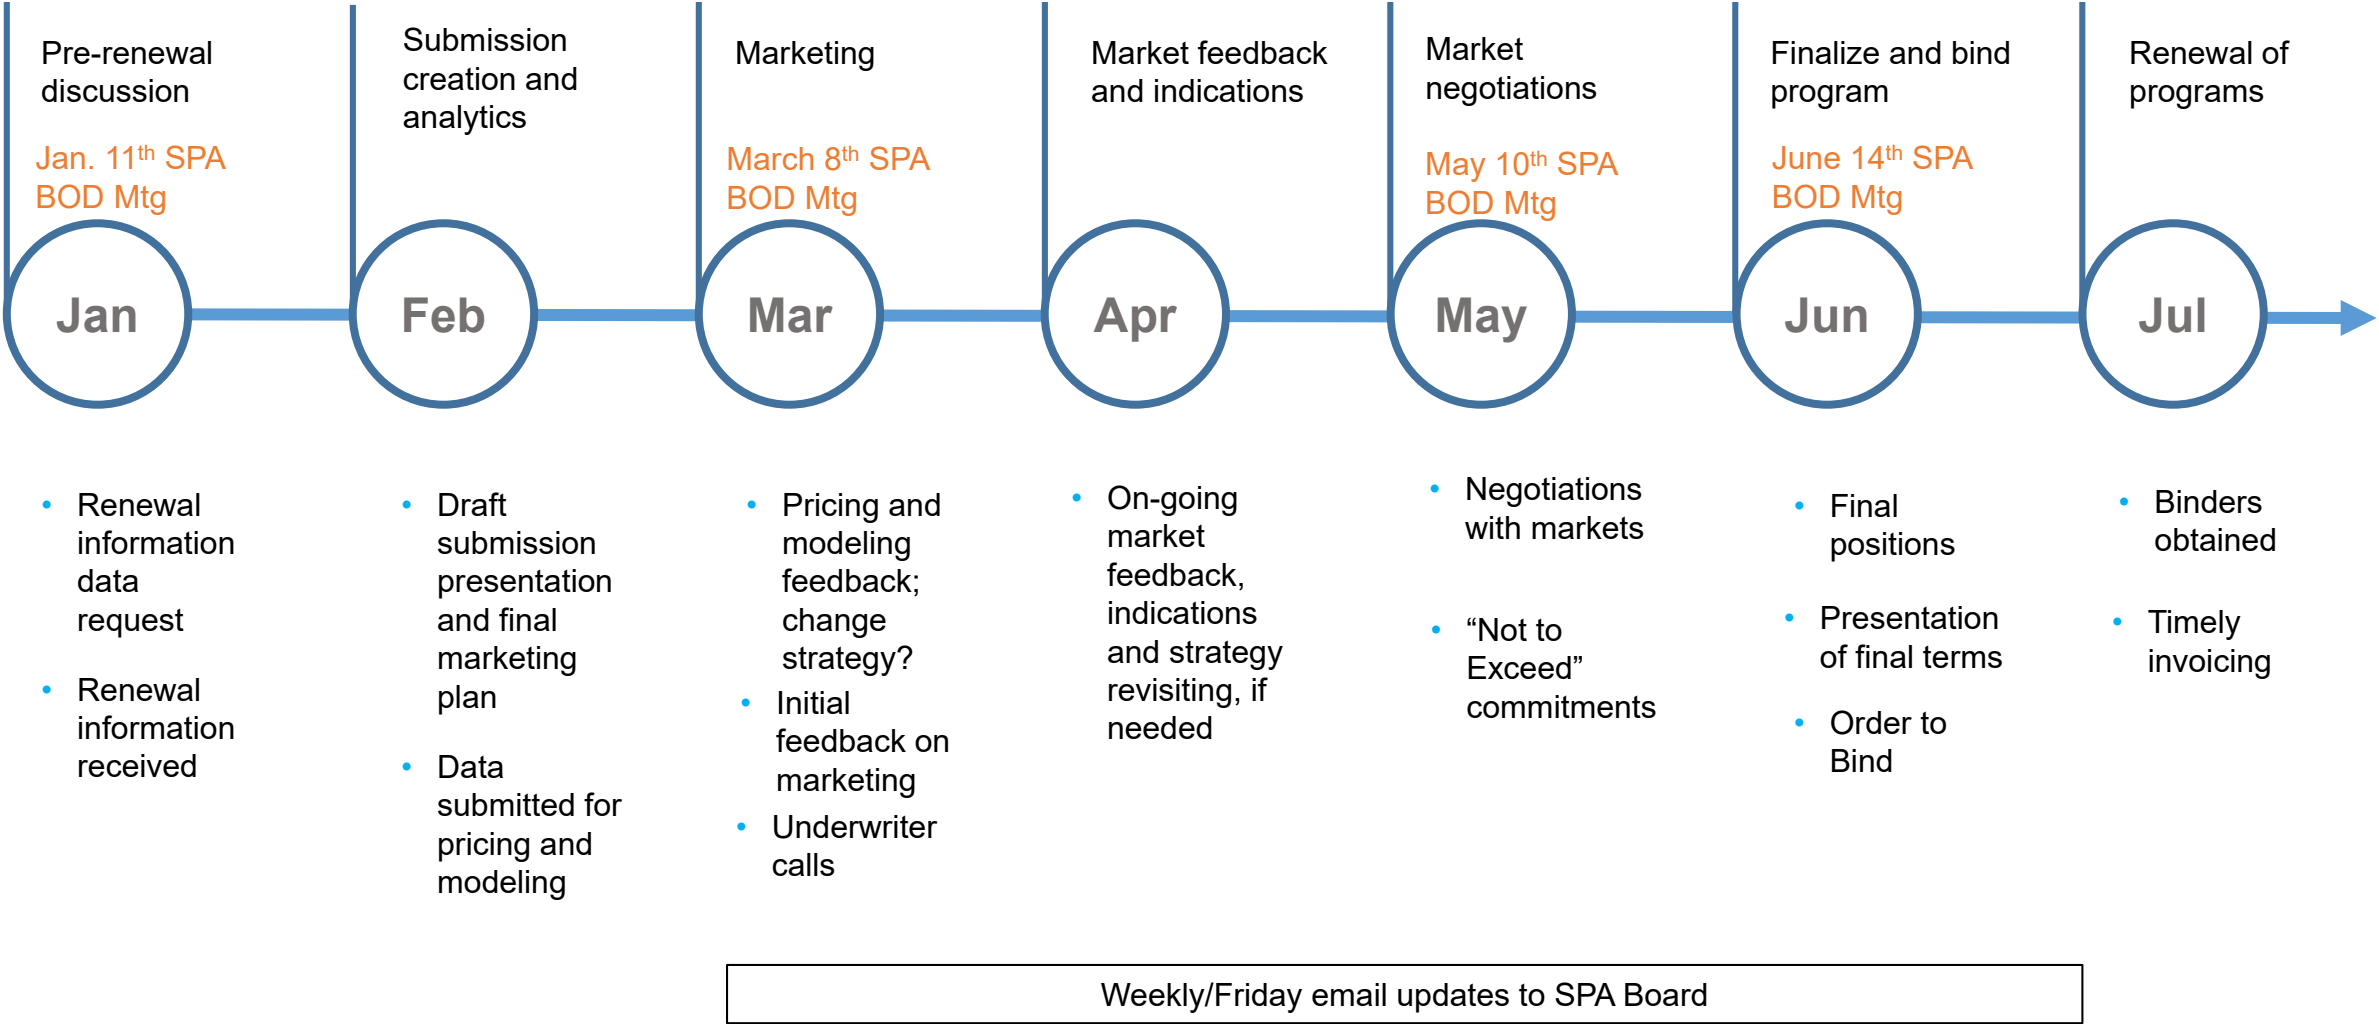 Pre-renewal
discussion
Jan. 11th SPA
BOD Mtg
Submission
creation and
analytics
Marketing
March 8th SPA
BOD Mtg
Market feedback
and indications
Market
negotiations
May 10th SPA
BOD Mtg
Finalize and bind
program
June 14th SPA
BOD Mtg
Renewal of
programs
Jan
Feb
Mar
Apr
May
Jun
Jul
• Renewal
information
data
request
• Renewal
information
received
• Draft
submission
presentation
and final
marketing
plan
• Data
submitted for
pricing and
modeling
• Pricing and
modeling
feedback;
change
strategy?
• Initial
feedback on
marketing
• Underwriter
calls
• On-going
market
feedback,
indications
and strategy
revisiting, if
needed
• Negotiations
with markets
• “Not to
Exceed”
commitments
• Final
positions
• Presentation
of final terms
• Order to
Bind
• Binders
obtained
• Timely
invoicing
Weekly/Friday email updates to SPA Board